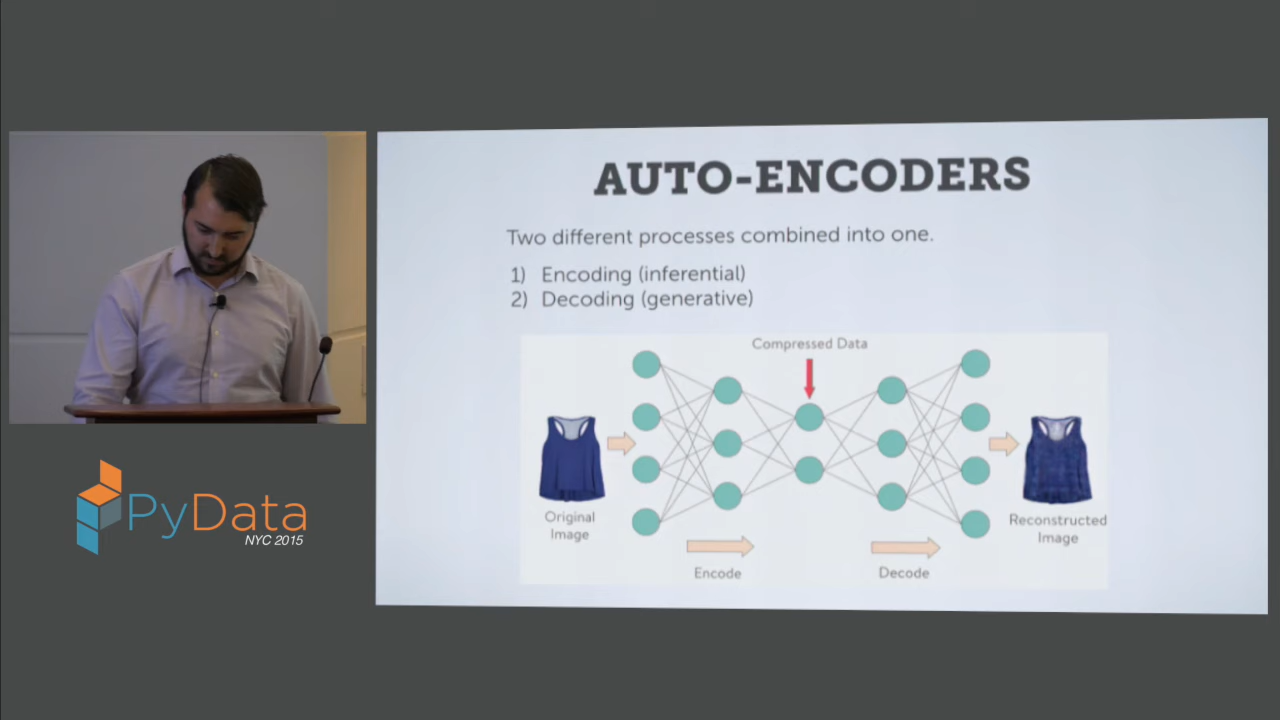 AUTO-ENCODERS
Two different processes combined into one.
1) Encoding (inferential)
2) Decoding (generative)
Compressed Data
Original
Image
Reconstructed
Image
Encode
Decode
PyData
NYC 2015